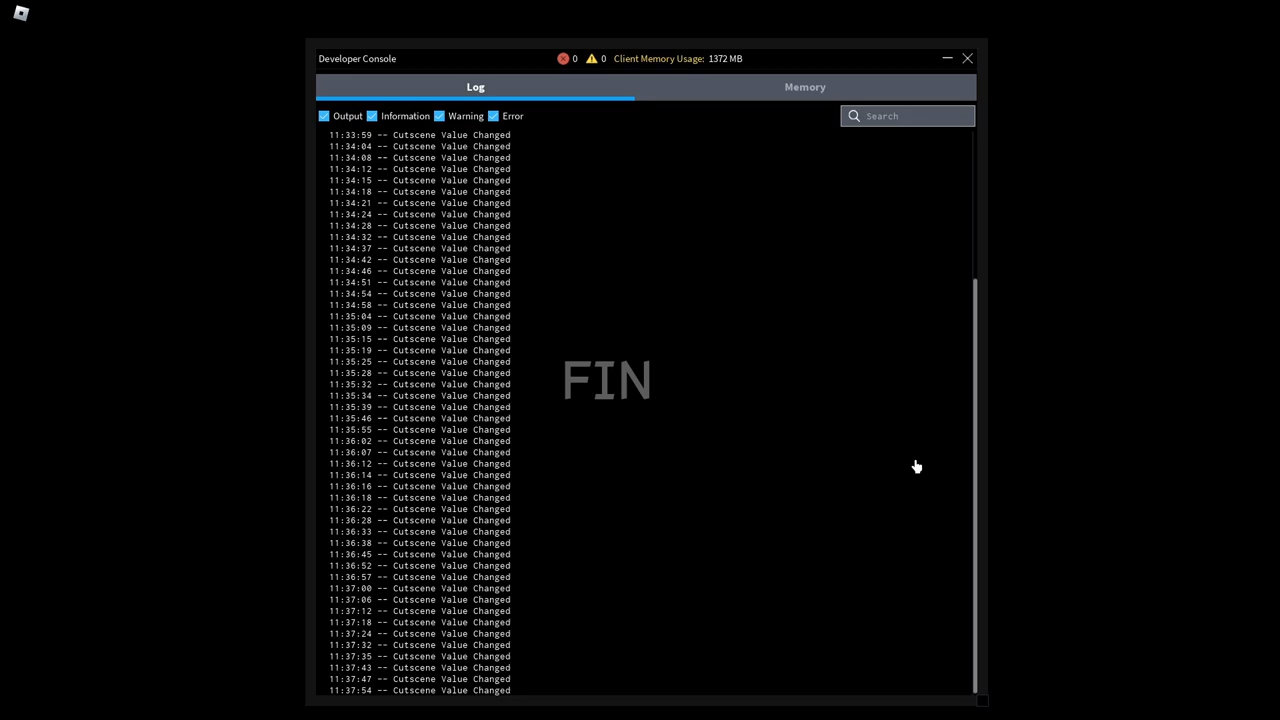 Developer Console
0 0 Client Memory Usage: 1372 MB
Log Memory
Output Information Warning Error Search
11:33:59 -- Cutscene Value Changed
11:34:04 -- Cutscene Value Changed
11:34:08 -- Cutscene Value Changed
11:34:12 -- Cutscene Value Changed
11:34:15 -- Cutscene Value Changed
11:34:18 -- Cutscene Value Changed
11:34:21 -- Cutscene Value Changed
11:34:24 -- Cutscene Value Changed
11:34:28 -- Cutscene Value Changed
11:34:32 -- Cutscene Value Changed
11:34:37 -- Cutscene Value Changed
11:34:42 -- Cutscene Value Changed
11:34:46 -- Cutscene Value Changed
11:34:51 -- Cutscene Value Changed
11:34:54 -- Cutscene Value Changed
11:34:58 -- Cutscene Value Changed
11:35:04 -- Cutscene Value Changed
11:35:09 -- Cutscene Value Changed
11:35:15 -- Cutscene Value Changed
11:35:19 -- Cutscene Value Changed
11:35:25 -- Cutscene Value Changed
11:35:28 -- Cutscene Value Changed
FIN
11:35:32 -- Cutscene Value Changed
11:35:34 -- Cutscene Value Changed
11:35:39 -- Cutscene Value Changed
11:35:46 -- Cutscene Value Changed
11:35:55 -- Cutscene Value Changed
11:36:02 -- Cutscene Value Changed
11:36:07 -- Cutscene Value Changed
11:36:12 -- Cutscene Value Changed
11:36:14 -- Cutscene Value Changed
11:36:16 -- Cutscene Value Changed
11:36:18 -- Cutscene Value Changed
11:36:22 -- Cutscene Value Changed
11:36:28 -- Cutscene Value Changed
11:36:33 -- Cutscene Value Changed
11:36:38 -- Cutscene Value Changed
11:36:45 -- Cutscene Value Changed
11:36:52 -- Cutscene Value Changed
11:36:57 -- Cutscene Value Changed
11:37:00 -- Cutscene Value Changed
11:37:06 -- Cutscene Value Changed
11:37:12 -- Cutscene Value Changed
11:37:18 -- Cutscene Value Changed
11:37:24 -- Cutscene Value Changed
11:37:32 -- Cutscene Value Changed
11:37:35 -- Cutscene Value Changed
11:37:43 -- Cutscene Value Changed
11:37:47 -- Cutscene Value Changed
11:37:54 -- Cutscene Value Changed